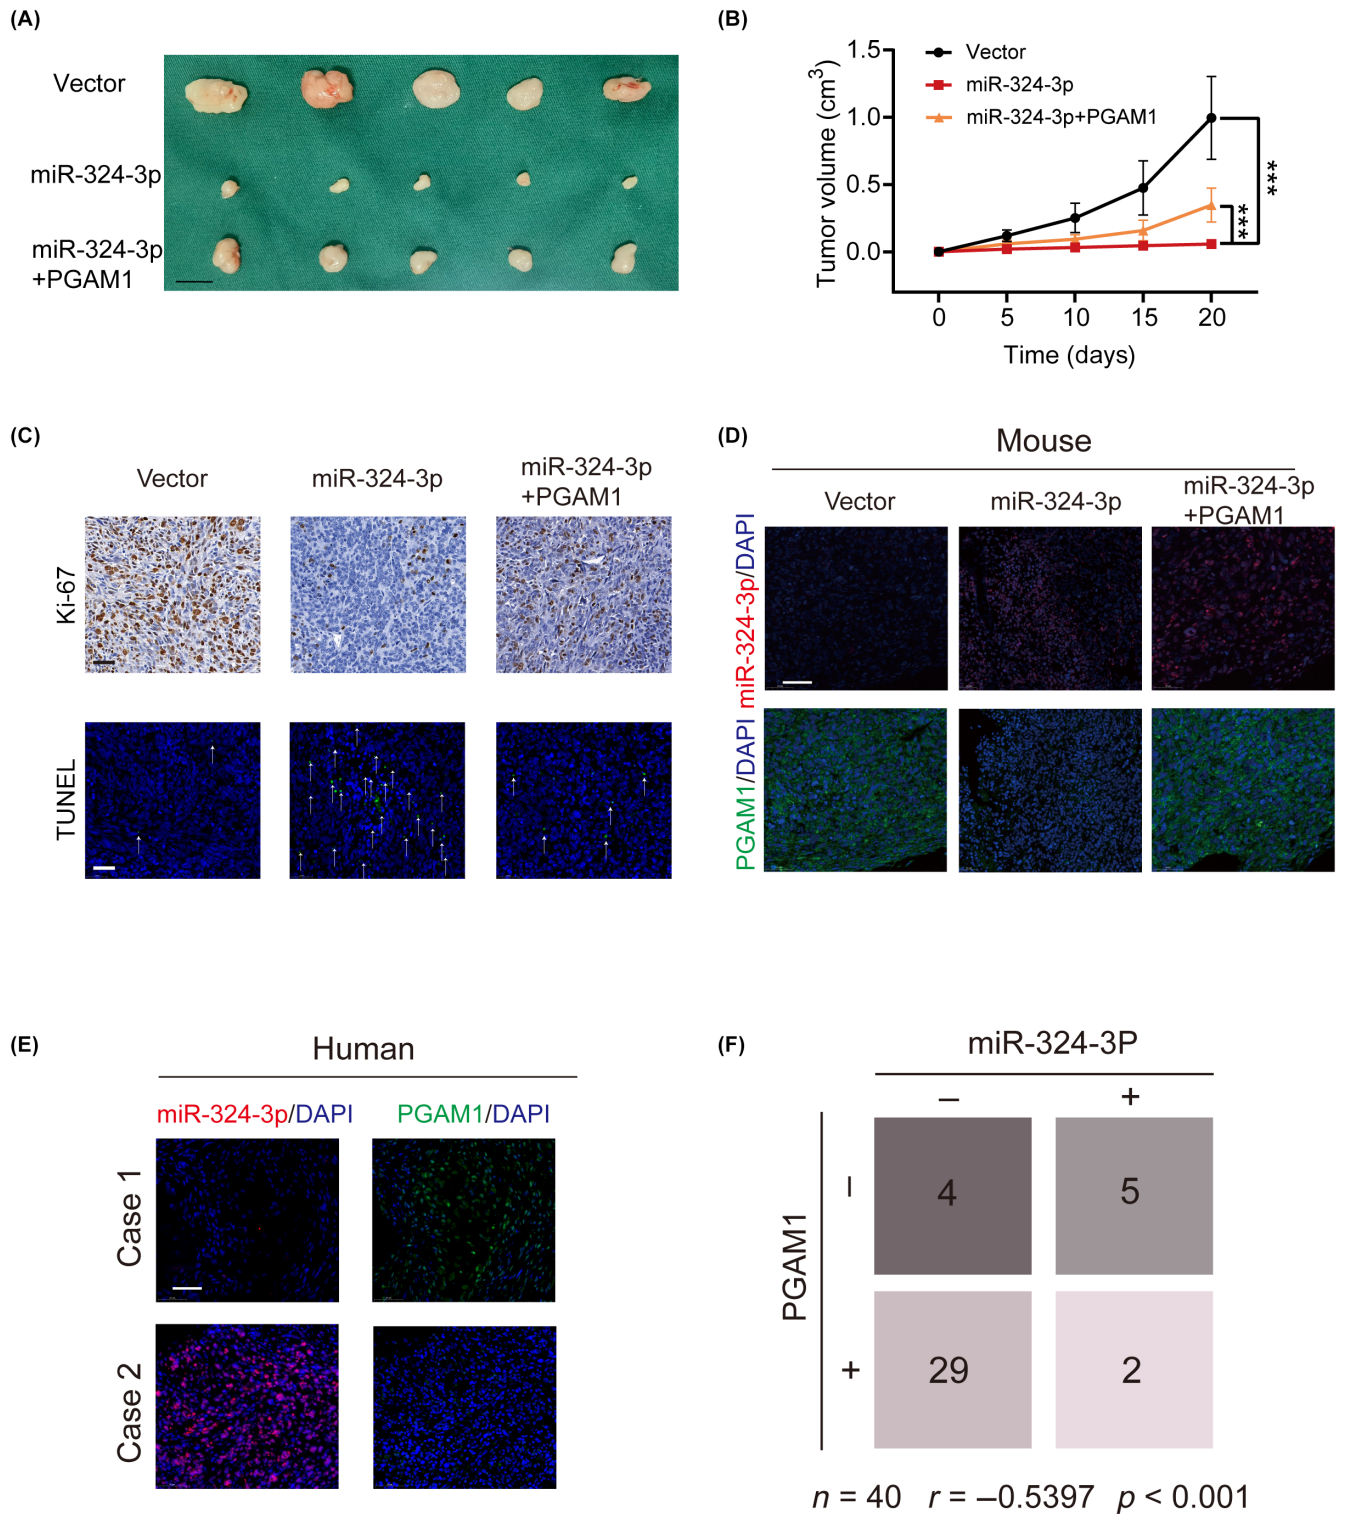 (A)
Vector
miR-324-3p
miR-324-3p
+PGAM1
(B)
Tumor volume (cm3)
1.5
1.0
0.5
0.0
Vector
miR-324-3p
miR-324-3p+PGAM1
***
***
0 5 10 15 20
Time (days)
(C)
Vector
miR-324-3p
miR-324-3p
+PGAM1
Ki-67
TUNEL
(D)
Mouse
Vector
miR-324-3p
miR-324-3p
+PGAM1
miR-324-3p/DAPI
PGAM1/DAPI
(E)
Human
miR-324-3p/DAPI
PGAM1/DAPI
Case 1
Case 2
(F)
miR-324-3P
– +
PGAM1
–
4 5
+
29 2
n = 40 r = –0.5397 p < 0.001